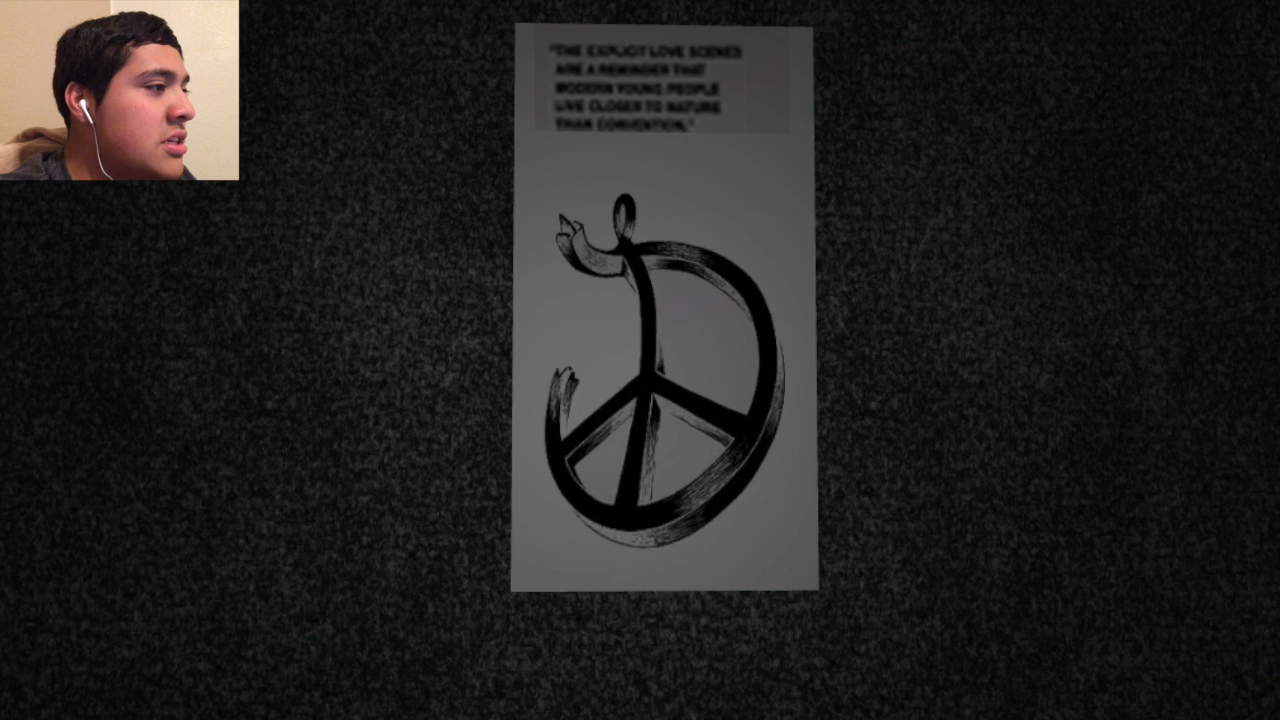 "THE EXPLICIT LOVE SCENES
ARE A REMINDER THAT
MODERN YOUNG PEOPLE
LIVE CLOSER TO NATURE
THAN CONVENTION."